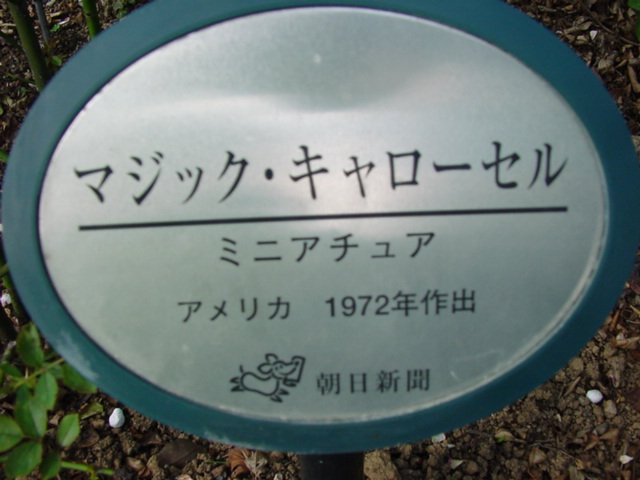 マジック・キャローセル
ミニアチュア
アメリカ　1972年作出
朝日新聞